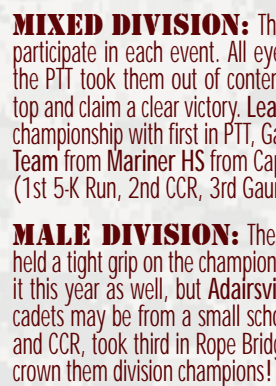 MIXED DIVISION: Th
participate in each event. All eye
the PTT took them out of conten
top and claim a clear victory. Lea
championship with first in PTT, Ga
Team from Mariner HS from Cap
(1st 5-K Run, 2nd CCR, 3rd Gaun
MALE DIVISION: The
held a tight grip on the champion
it this year as well, but Adairsvi
cadets may be from a small scho
and CCR, took third in Rope Bridg
crown them division champions!